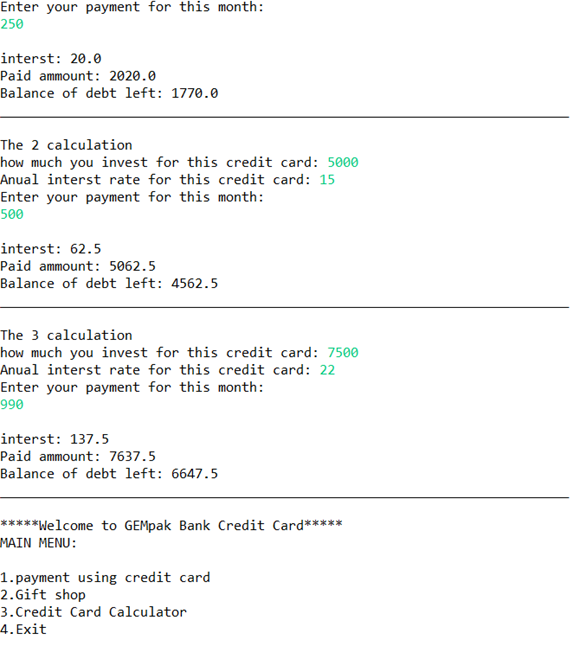 Enter your payment for this month:
250
interst: 20.0
Paid ammount: 2020.0
Balance of debt left: 1770.0
The 2 calculation
how much you invest for this credit card: 5000
Anual interst rate for this credit card: 15
Enter your payment for this month:
500
interst: 62.5
Paid ammount: 5062.5
Balance of debt left: 4562.5
The 3 calculation
how much you invest for this credit card: 7500
Anual interst rate for this credit card: 22
Enter your payment for this month:
990
interst: 137.5
Paid ammount: 7637.5
Balance of debt left: 6647.5
*****Welcome to GEMpak Bank Credit Card*****
MAIN MENU:
1.payment using credit card
2.Gift shop
3.Credit Card Calculator
4.Exit